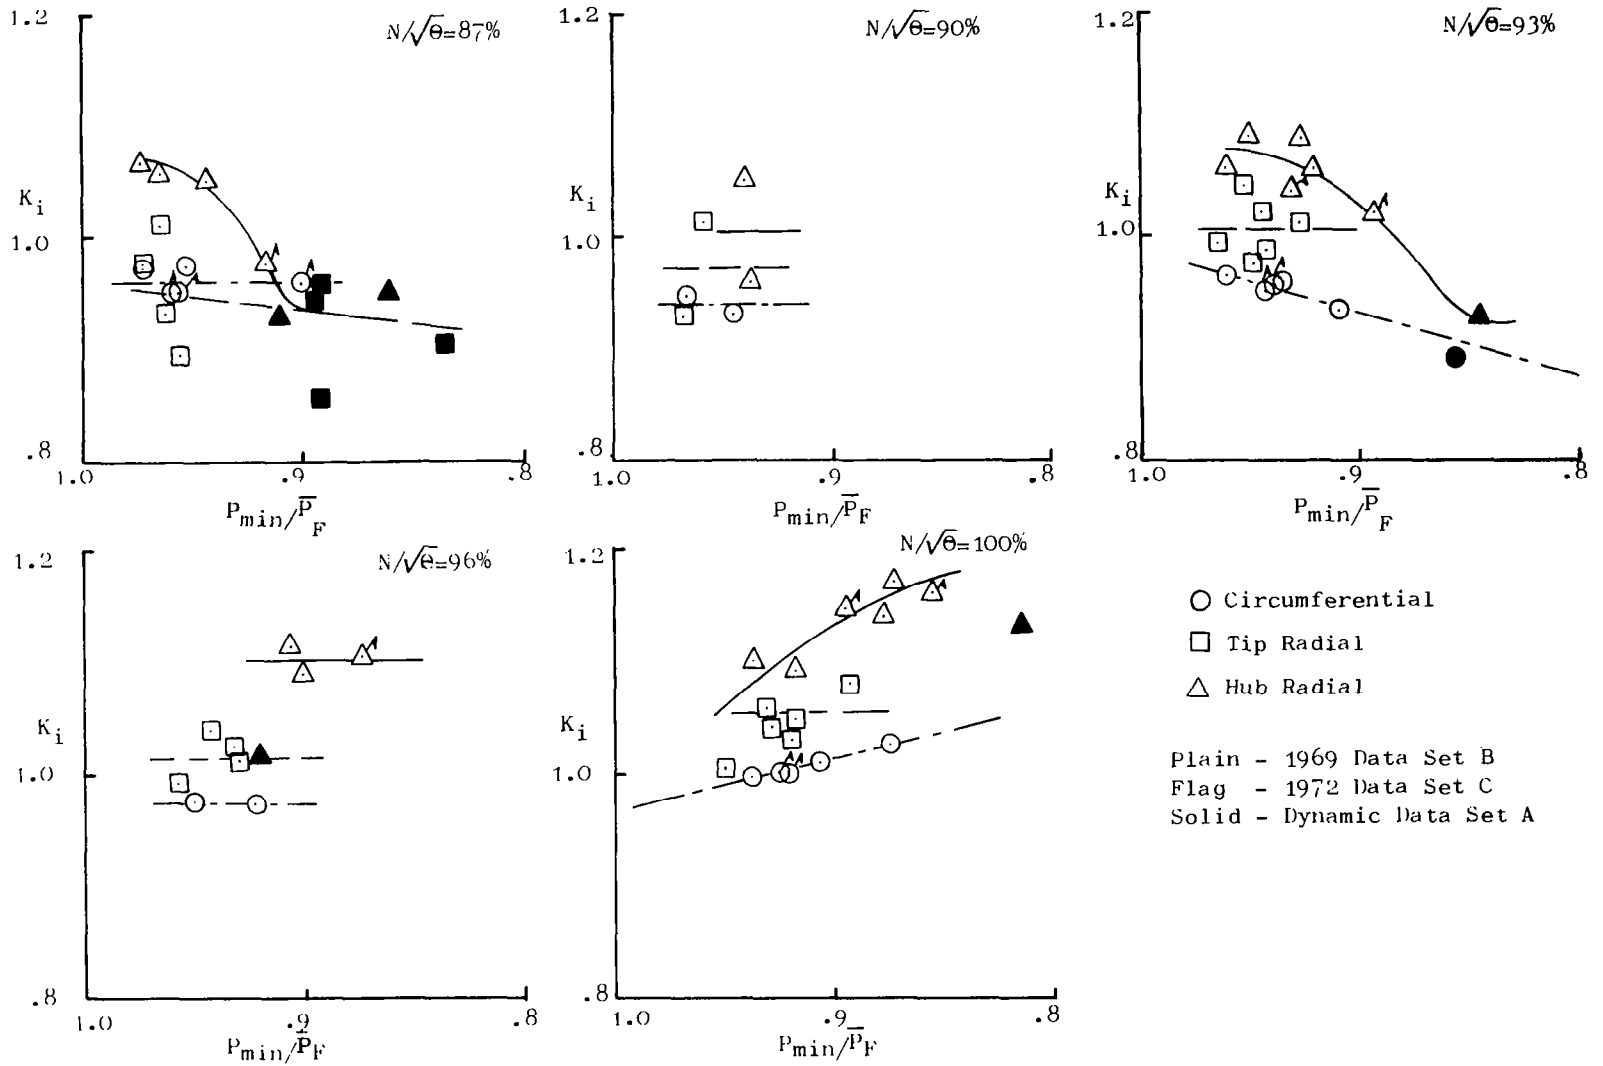 N/√θ=87%
1.2
K_i
1.0
.8
1.0 .9 .8
P_min/P̅_F
N/√θ=90%
1.2
K_i
1.0
.8
1.0 .9 .8
P_min/P̅_F
N/√θ=93%
1.2
K_i
1.0
.8
1.0 .9 .8
P_min/P̅_F
N/√θ=96%
1.2
K_i
1.0
.8
1.0 .9 .8
P_min/P̅_F
N/√θ=100%
1.2
K_i
1.0
.8
1.0 .9 .8
P_min/P̅_F
Circumferential
Tip Radial
Hub Radial
Plain - 1969 Data Set B
Flag - 1972 Data Set C
Solid - Dynamic Data Set A